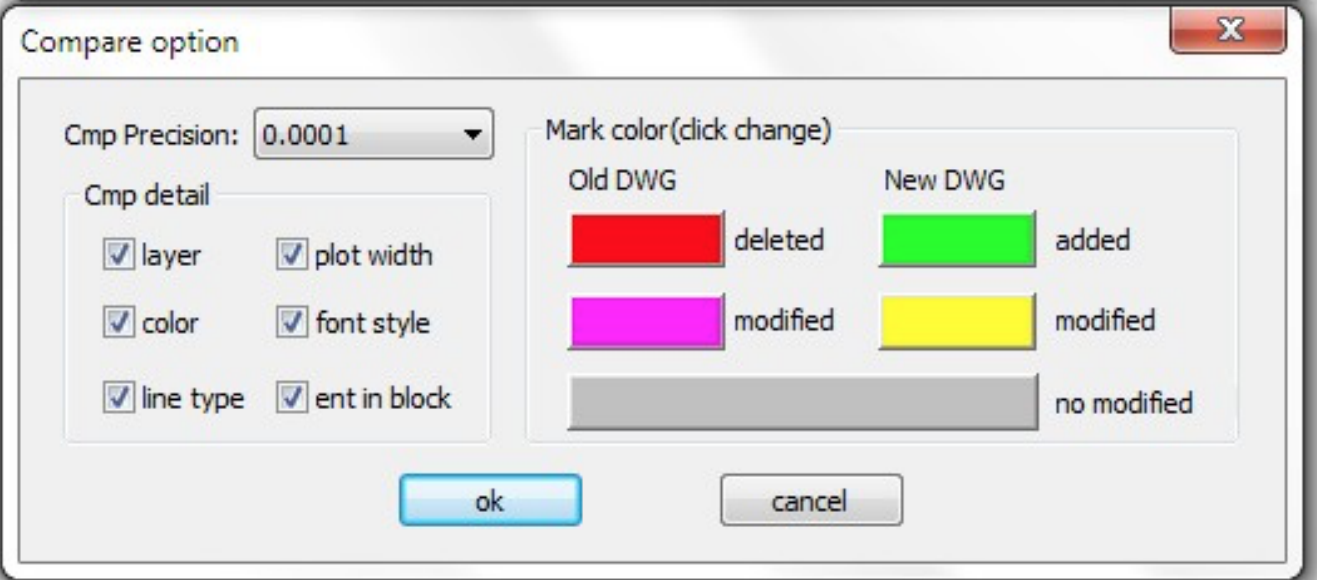 Compare option
Cmp Precision: 0.0001
Cmp detail
layer plot width
color font style
line type ent in block
Mark color(click change)
Old DWG New DWG
deleted added
modified modified
no modified
ok cancel